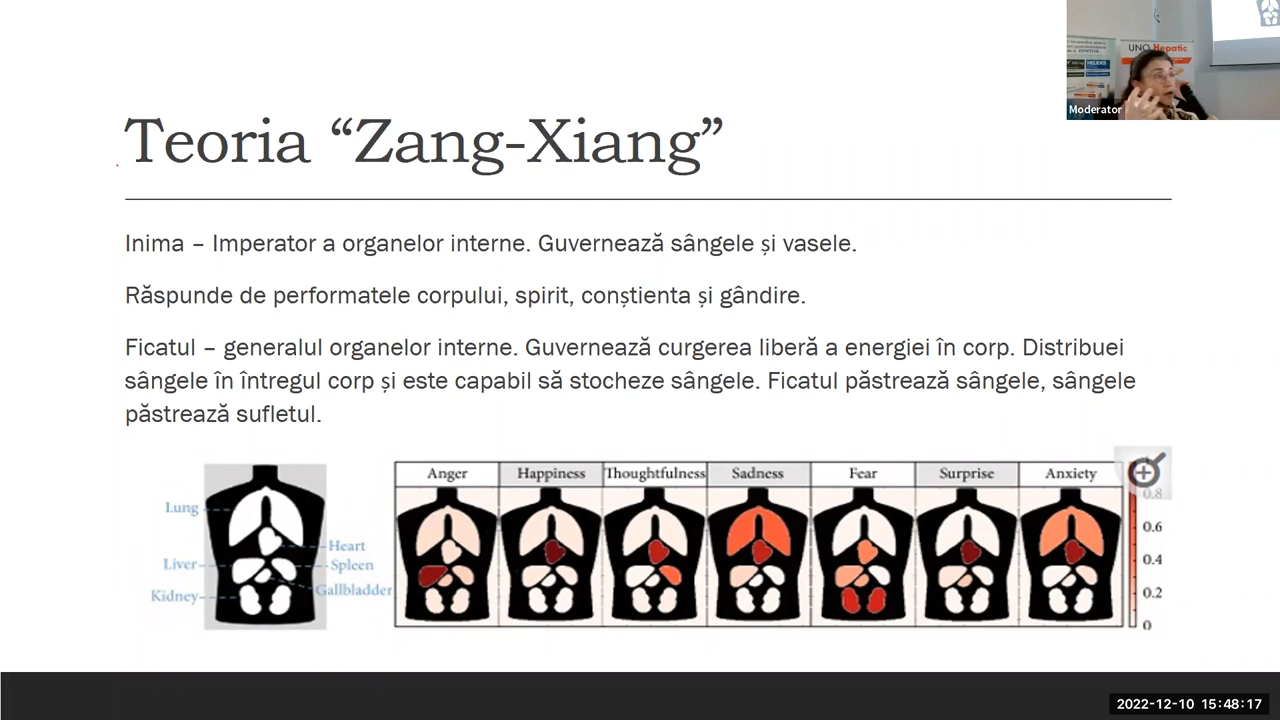 UNO Hepatic
HELIDES
Moderator
Teoria “Zang-Xiang”
Inima – Imperator a organelor interne. Guvernează sângele și vasele.
Răspunde de performatele corpului, spirit, conștienta și gândire.
Ficatul – generalul organelor interne. Guvernează curgerea liberă a energiei în corp. Distribuei
sângele în întregul corp și este capabil să stocheze sângele. Ficatul păstrează sângele, sângele
păstrează sufletul.
Anger Happiness Thoughtfulness Sadness Fear Surprise Anxiety
Lung
Heart
Liver
Spleen
Gallbladder
Kidney
0.8
0.6
0.4
0.2
0
2022-12-10 15:48:17